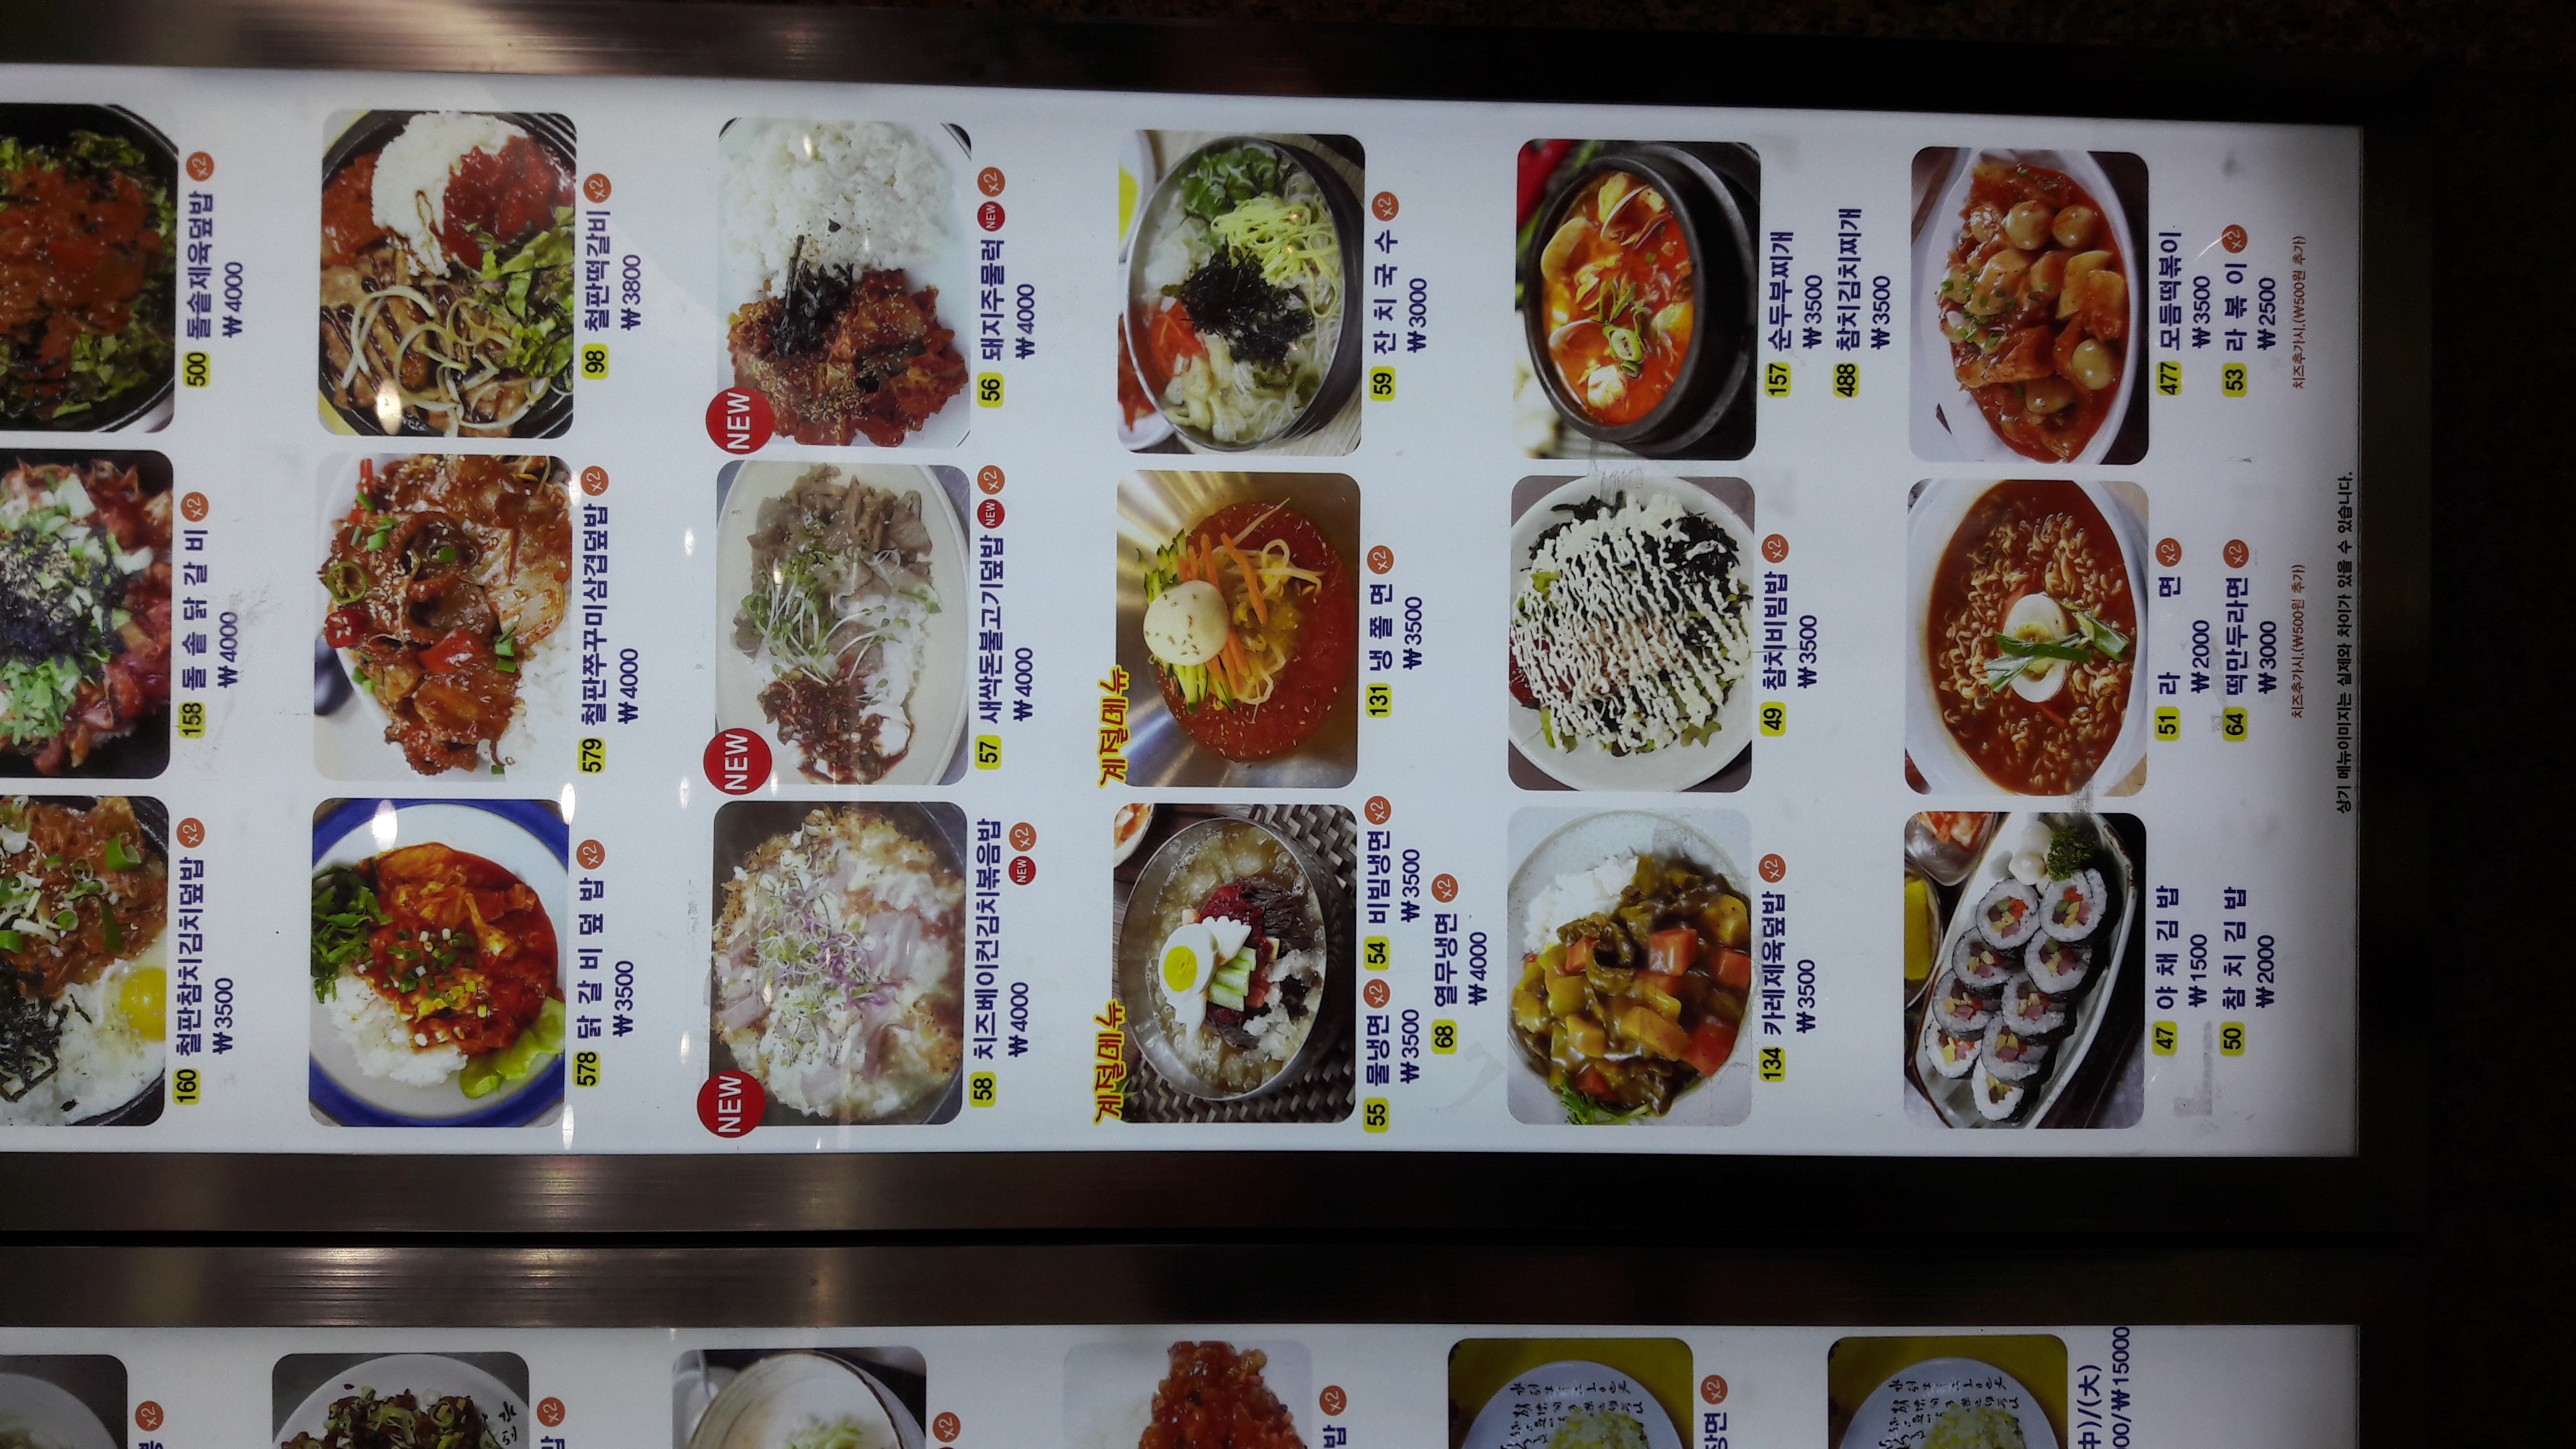 뽕 x2
160 철판참치김치덮밥 x2
₩3500
158 돌솥닭갈비 x2
₩4000
500 돌솥제육덮밥 x2
₩4000
밥 x2
578 닭갈비덮밥 x2
₩3500
579 철판쭈꾸미삼겹덮밥 x2
₩4000
98 철판떡갈비 x2
₩3800
NEW
NEW
NEW
x2
58 치즈베이컨김치볶음밥
₩4000 NEW x2
57 새싹돈불고기덮밥 NEW x2
₩4000
56 돼지주물럭 NEW x2
₩4000
계절메뉴
계절메뉴
밥 x2
55 물냉면 x2 54 비빔냉면 x2
₩3500 ₩3500
68 열무냉면 x2
₩4000
131 냉쫄면 x2
₩3500
59 잔치국수 x2
₩3000
장면 x2
134 카레제육덮밥 x2
₩3500
49 참치비빔밥 x2
₩3500
157 순두부찌개
₩3500
488 참치김치찌개
₩3500
中)/(大)
00/₩15000
47 야채김밥
₩1500
50 참치김밥
₩2000
51 라 면 x2
₩2000
64 떡만두라면 x2
₩3000
치즈추가시.(₩500원 추가)
477 모듬떡볶이
₩3500
53 라볶이 x2
₩2500
치즈추가시.(₩500원 추가)
상기 메뉴이미지는 실제와 차이가 있을 수 있습니다.